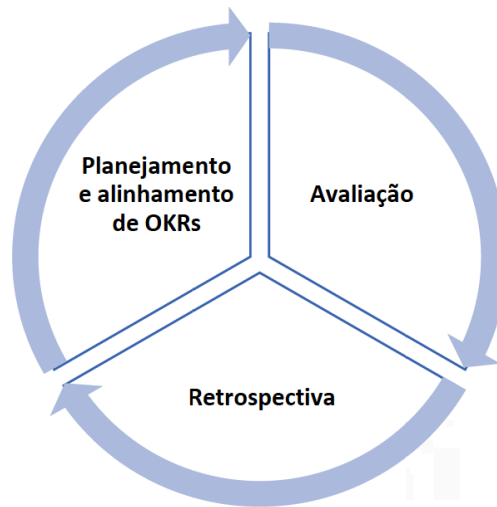 Planejamento
e alinhamento
de OKRs
Avaliação
Retrospectiva